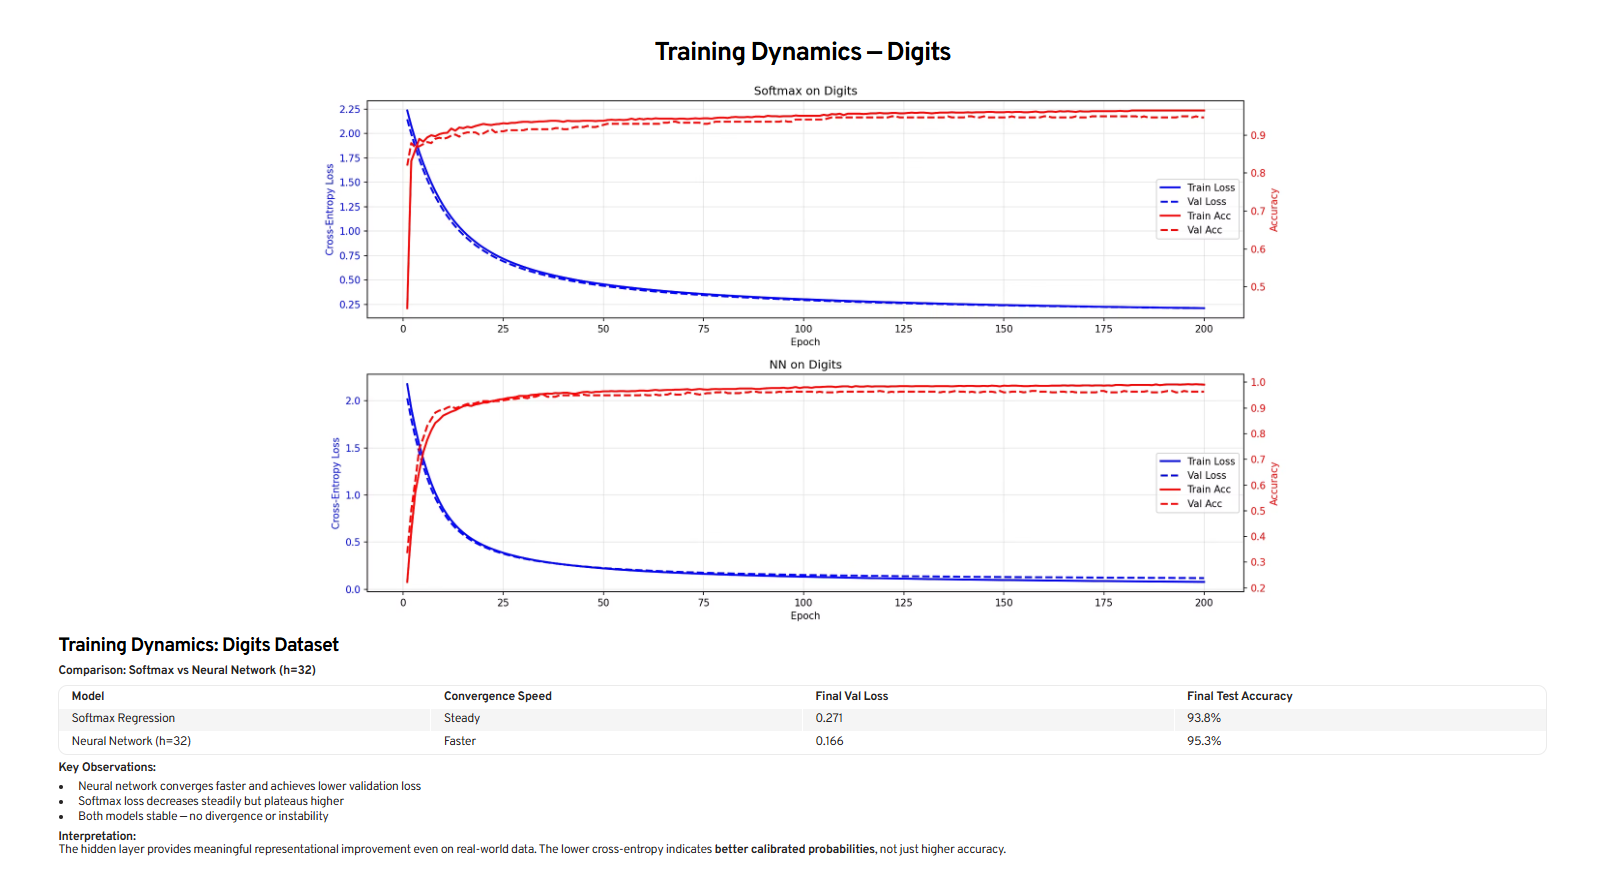 Training Dynamics – Digits
Softmax on Digits
2.25
2.00
1.75
1.50
1.25
1.00
0.75
0.50
0.25
Cross-Entropy Loss
0.9
0.8
0.7
0.6
0.5
Accuracy
Train Loss
Val Loss
Train Acc
Val Acc
0 25 50 75 100 125 150 175 200
Epoch
NN on Digits
2.0
1.5
1.0
0.5
0.0
Cross-Entropy Loss
1.0
0.9
0.8
0.7
0.6
0.5
0.4
0.3
0.2
Accuracy
Train Loss
Val Loss
Train Acc
Val Acc
0 25 50 75 100 125 150 175 200
Epoch
Training Dynamics: Digits Dataset
Comparison: Softmax vs Neural Network (h=32)
Model Convergence Speed Final Val Loss Final Test Accuracy
Softmax Regression Steady 0.271 93.8%
Neural Network (h=32) Faster 0.166 95.3%
Key Observations:
• Neural network converges faster and achieves lower validation loss
• Softmax loss decreases steadily but plateaus higher
• Both models stable – no divergence or instability
Interpretation:
The hidden layer provides meaningful representational improvement even on real-world data. The lower cross-entropy indicates better calibrated probabilities, not just higher accuracy.